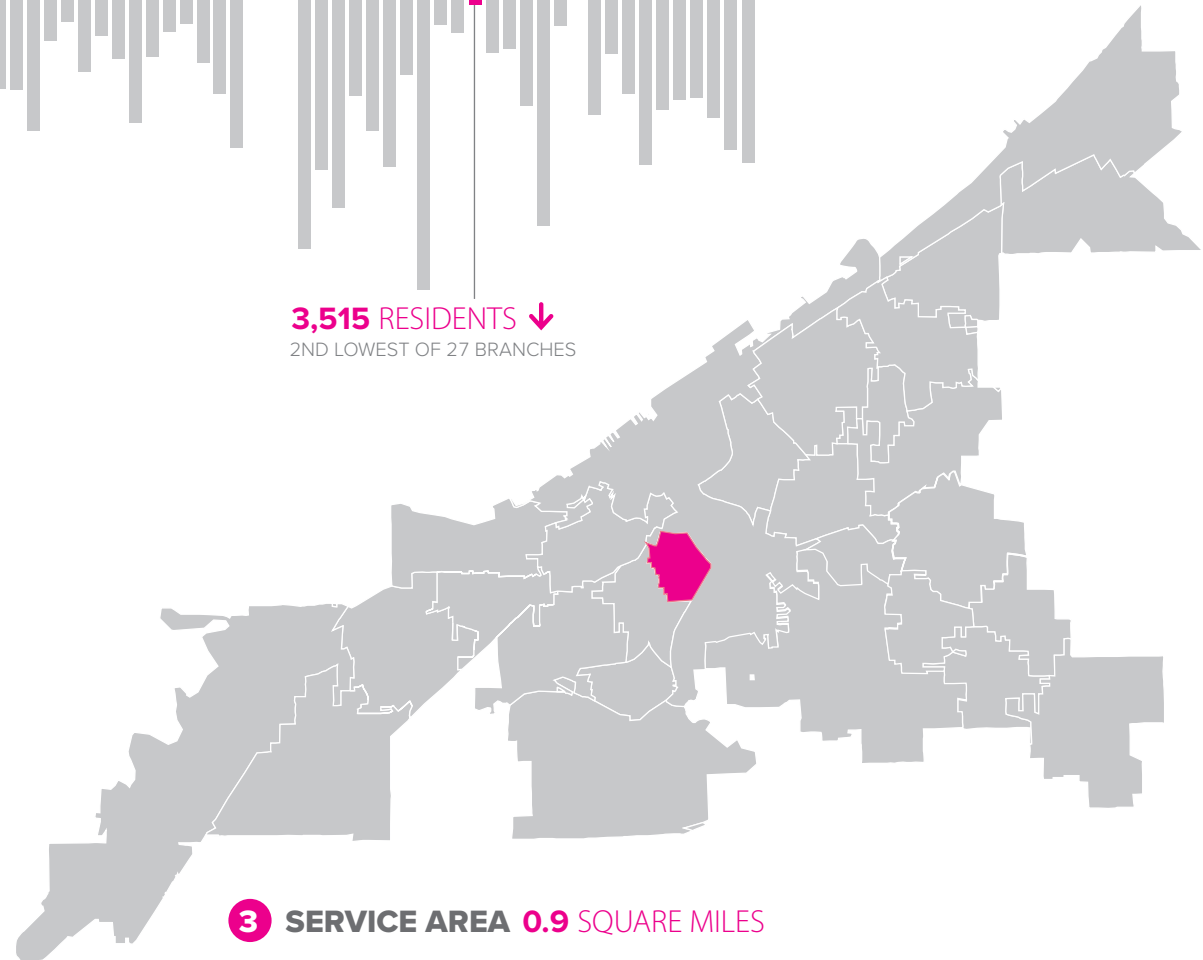 3,515 RESIDENTS ↓
2ND LOWEST OF 27 BRANCHES
3 SERVICE AREA 0.9 SQUARE MILES